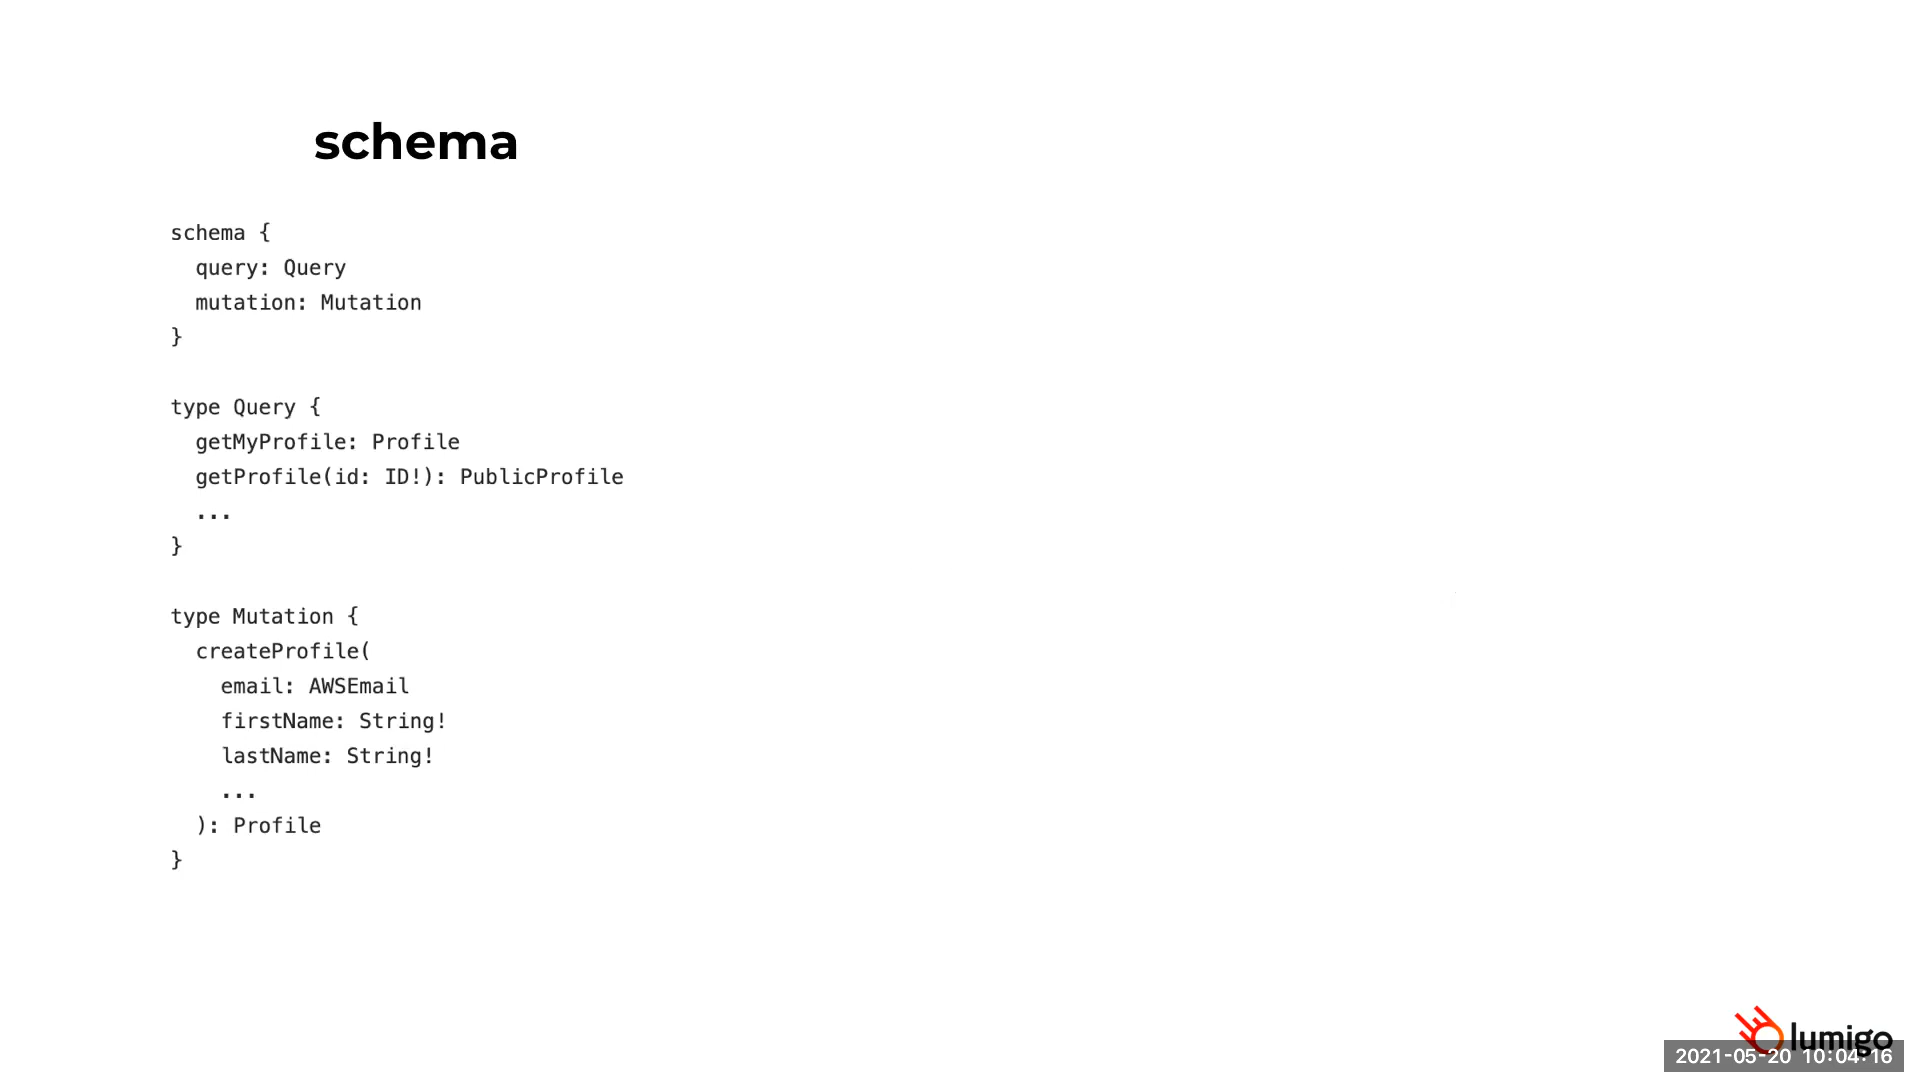 schema
schema {
  query: Query
  mutation: Mutation
}
type Query {
  getMyProfile: Profile
  getProfile(id: ID!): PublicProfile
  ...
}
type Mutation {
  createProfile(
    email: AWSEmail
    firstName: String!
    lastName: String!
    ...
  ): Profile
}
lumigo
2021-05-20 10:04:16